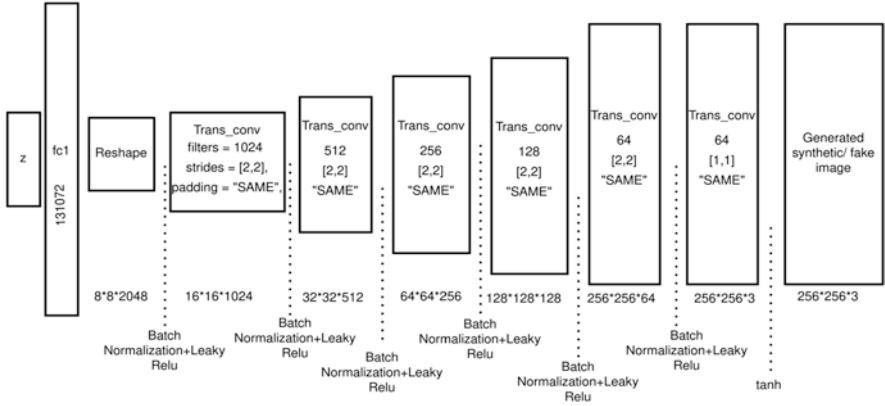 z
fc1
131072
Reshape
8*8*2048
Batch
Normalization+Leaky
Relu
Trans_conv
filters = 1024
strides = [2,2],
padding = "SAME",
16*16*1024
Batch
Normalization+Leaky
Relu
Trans_conv
512
[2,2]
"SAME"
32*32*512
Batch
Normalization+Leaky
Relu
Trans_conv
256
[2,2]
"SAME"
64*64*256
Batch
Normalization+Leaky
Relu
Trans_conv
128
[2,2]
"SAME"
128*128*128
Batch
Normalization+Leaky
Relu
Trans_conv
64
[2,2]
"SAME"
256*256*64
Batch
Normalization+Leaky
Relu
Trans_conv
64
[1,1]
"SAME"
256*256*3
tanh
Generated
synthetic/ fake
image
256*256*3